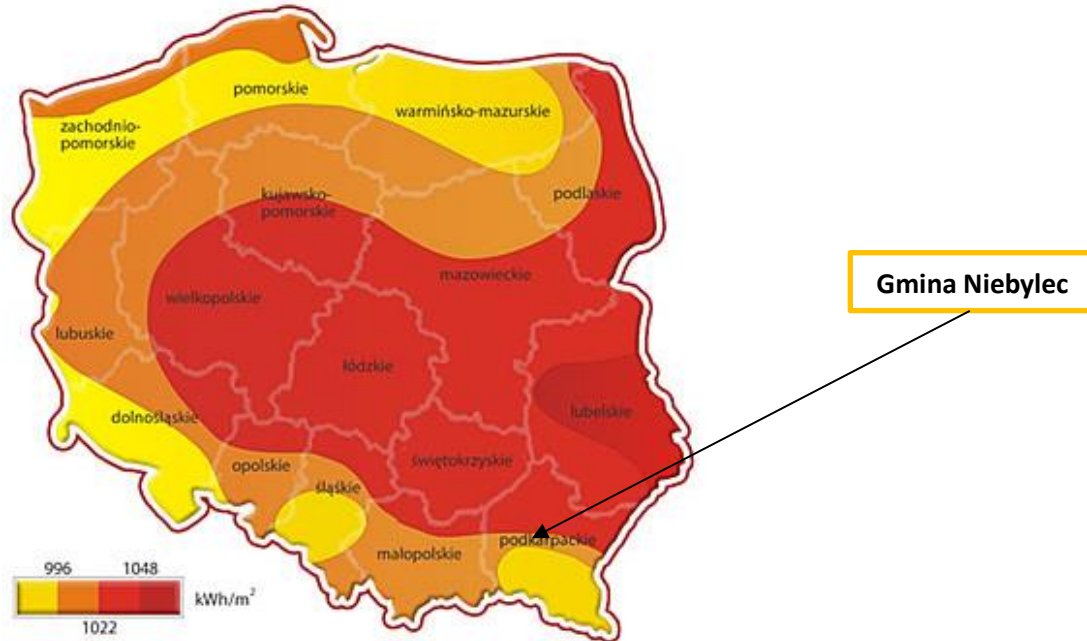 pomorskie
warmińsko-mazurskie
zachodnio-
pomorskie
podlaskie
kujawsko-
pomorskie
mazowieckie
Gmina Niebylec
wielkopolskie
lubuskie
łódzkie
lubelskie
dolnośląskie
świętokrzyskie
opolskie
śląskie
podkarpackie
małopolskie
996 1048
kWh/m²
1022